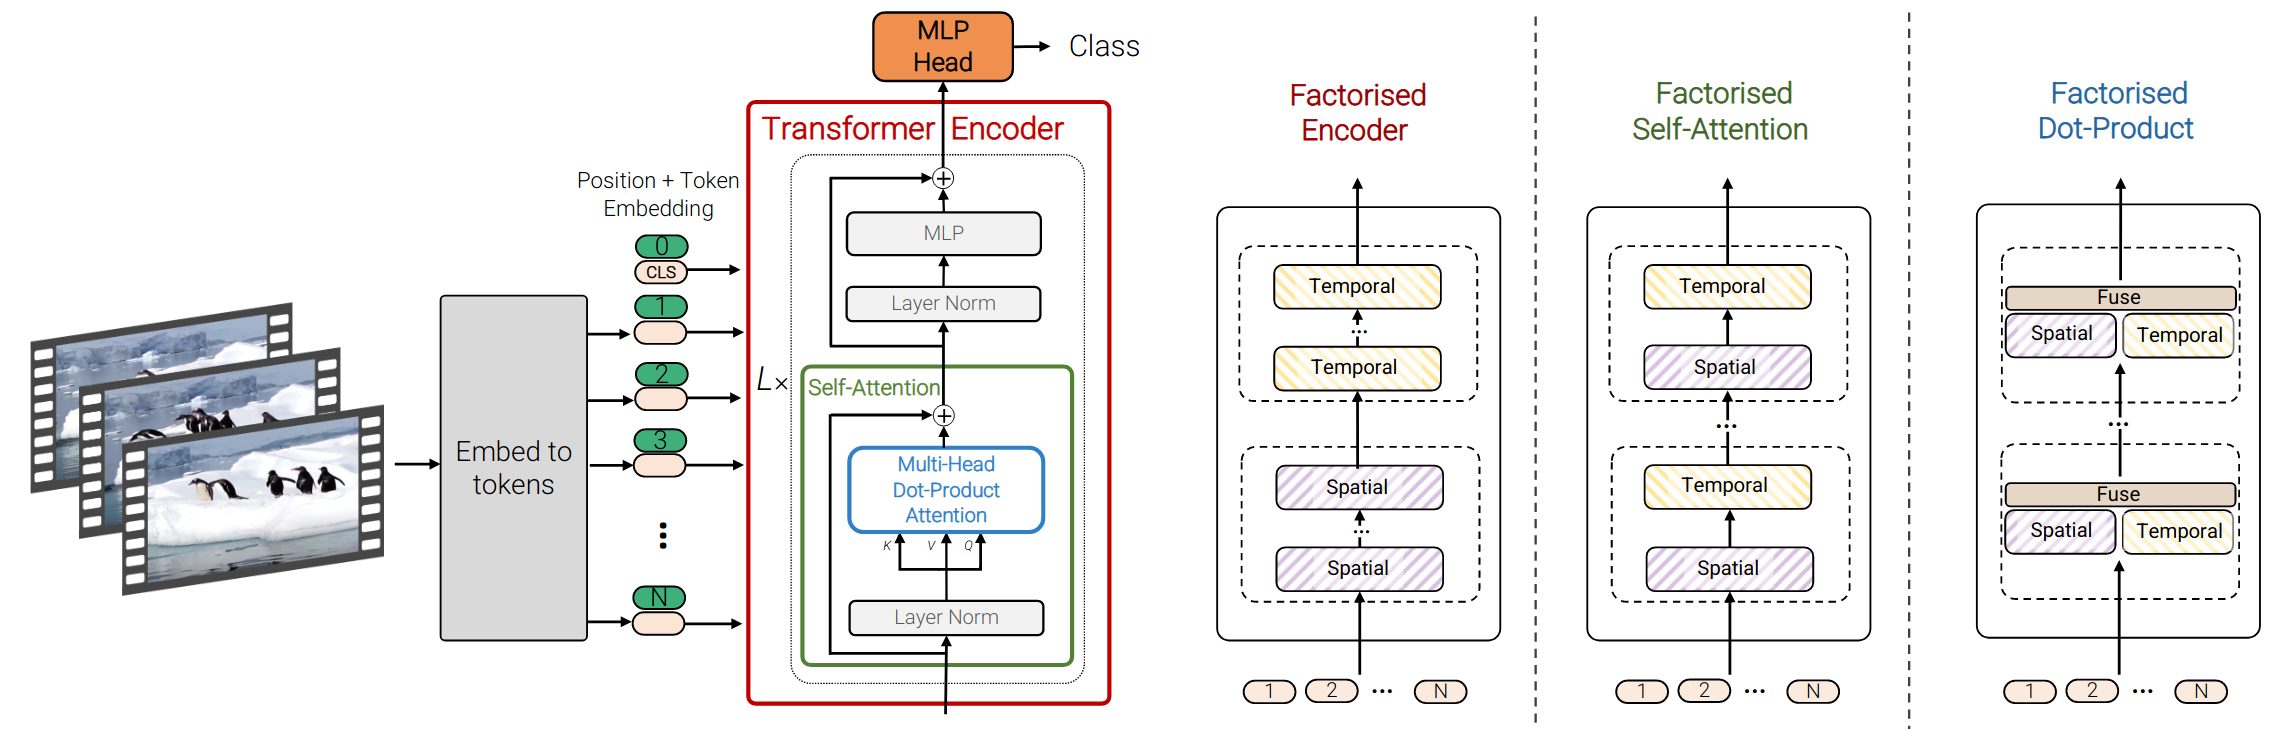 MLP
Head
Class
Transformer Encoder
Position + Token
Embedding
0
CLS
1
2
3
N
Embed to
tokens
L×
MLP
Layer Norm
Self-Attention
Multi-Head
Dot-Product
Attention
K V Q
Layer Norm
Factorised
Encoder
Temporal
...
Temporal
Spatial
...
Spatial
1 2 ... N
Factorised
Self-Attention
Temporal
Spatial
...
Temporal
Spatial
1 2 ... N
Factorised
Dot-Product
Fuse
Spatial Temporal
...
Fuse
Spatial Temporal
1 2 ... N